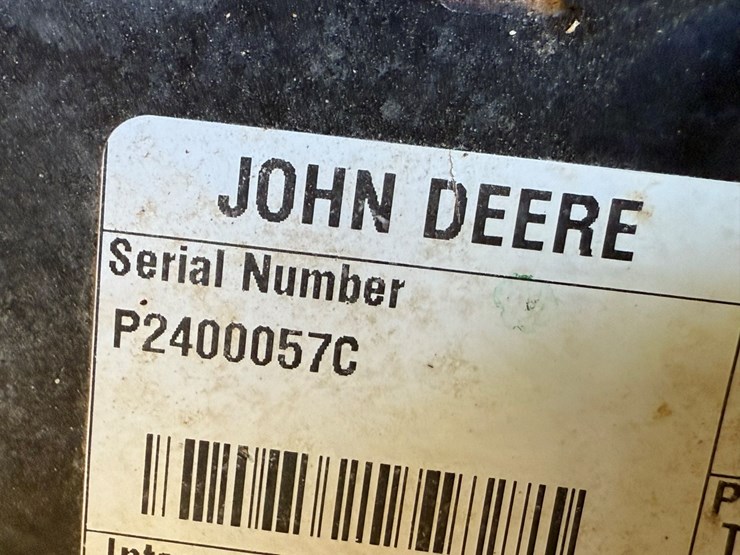 JOHN DEERE
Serial Number
P2400057C